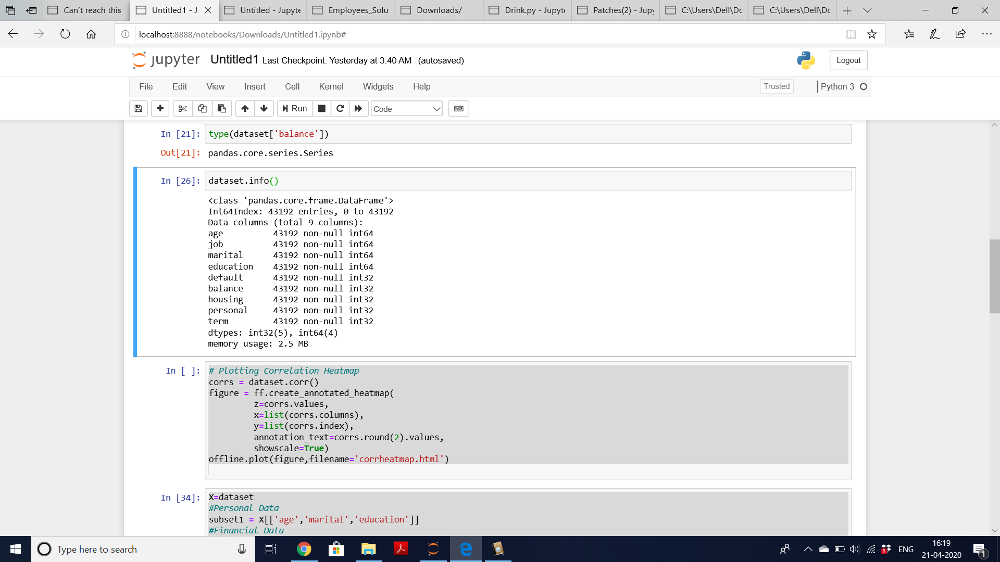 Can't reach this
Untitled1 - J
Untitled - Jupyte
Employees_Solu
Downloads/
Drink.py - Jupyte
Patches(2) - Jupy
C:\Users\Dell\Dc
C:\Users\Dell\Dc
localhost:8888/notebooks/Downloads/Untitled1.ipynb#
jupyter Untitled1 Last Checkpoint: Yesterday at 3:40 AM (autosaved)
Logout
File Edit View Insert Cell Kernel Widgets Help
Trusted
Python 3
Run
Code
In [21]: type(dataset['balance'])
Out[21]: pandas.core.series.Series
In [26]: dataset.info()
<class 'pandas.core.frame.DataFrame'>
Int64Index: 43192 entries, 0 to 43192
Data columns (total 9 columns):
age 43192 non-null int64
job 43192 non-null int64
marital 43192 non-null int64
education 43192 non-null int64
default 43192 non-null int32
balance 43192 non-null int32
housing 43192 non-null int32
personal 43192 non-null int32
term 43192 non-null int32
dtypes: int32(5), int64(4)
memory usage: 2.5 MB
In [ ]: # Plotting Correlation Heatmap
corrs = dataset.corr()
figure = ff.create_annotated_heatmap(
z=corrs.values,
x=list(corrs.columns),
y=list(corrs.index),
annotation_text=corrs.round(2).values,
showscale=True)
offline.plot(figure,filename='corrheatmap.html')
In [34]: X=dataset
#Personal Data
subset1 = X[['age','marital','education']]
#Financial Data
Type here to search
1
ENG
16:19
21-04-2020
1